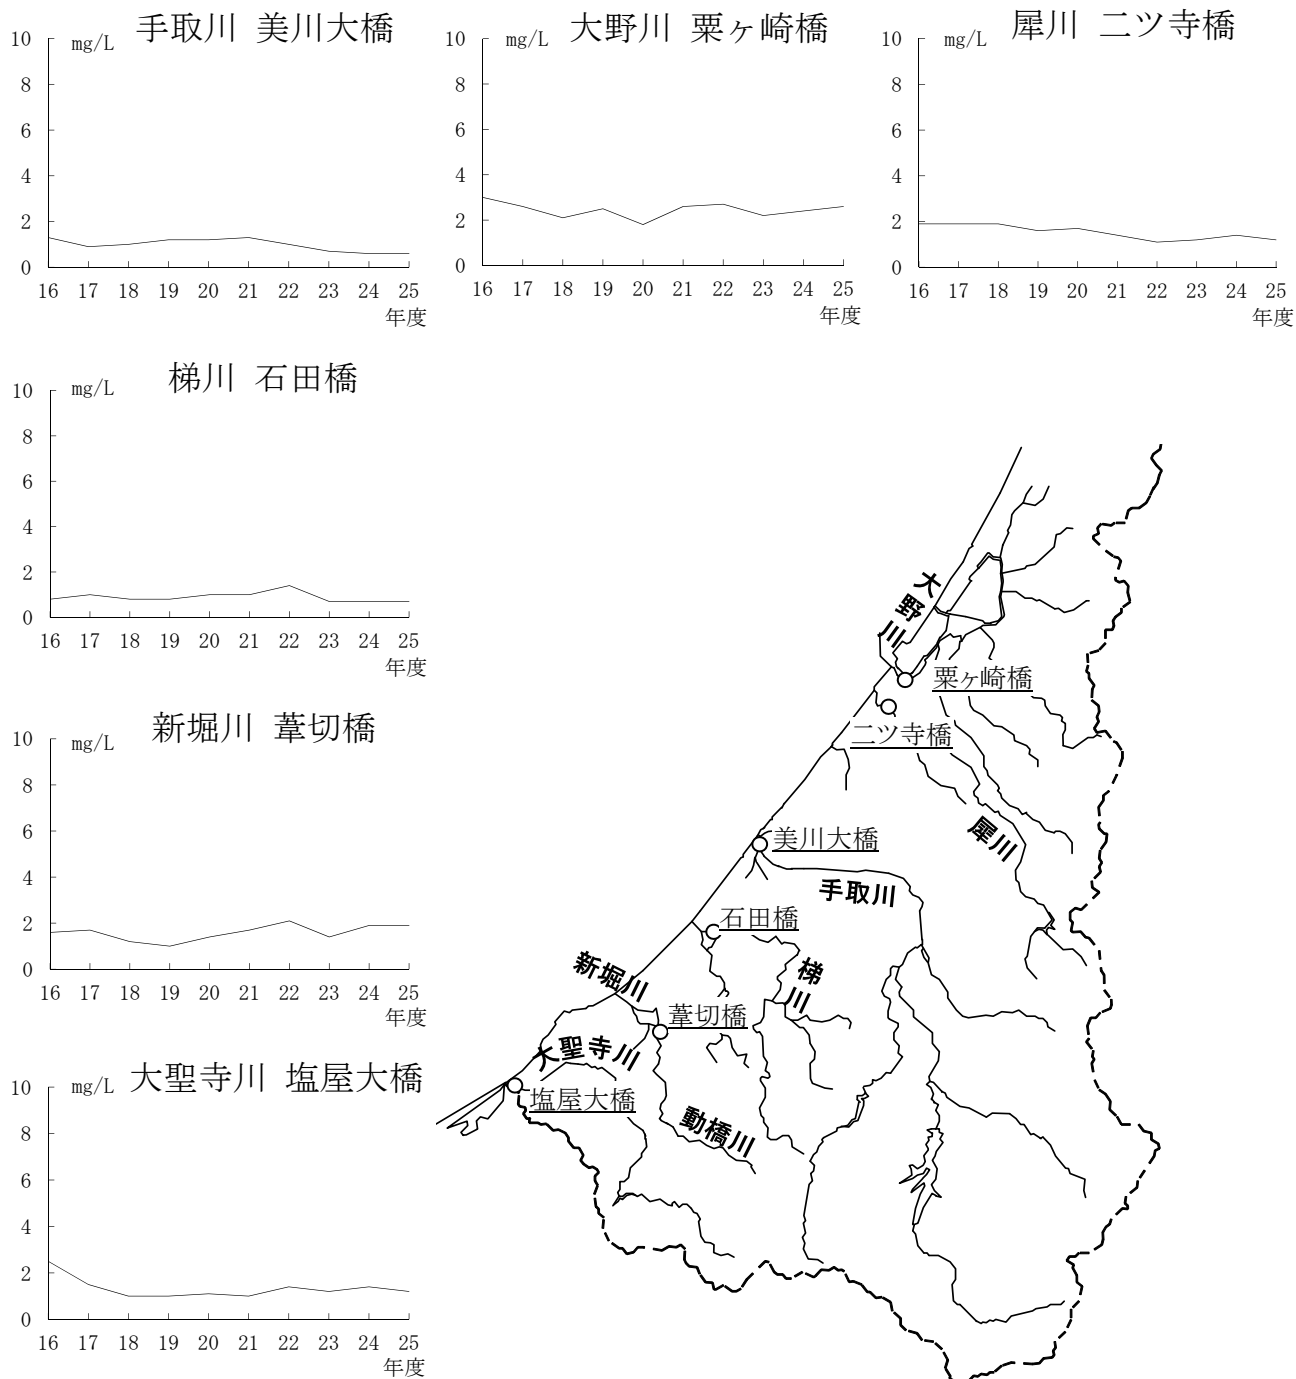 手取川 美川大橋
mg/L
10
8
6
4
2
0
16 17 18 19 20 21 22 23 24 25
年度
大野川 粟ヶ崎橋
mg/L
10
8
6
4
2
0
16 17 18 19 20 21 22 23 24 25
年度
犀川 二ツ寺橋
mg/L
10
8
6
4
2
0
16 17 18 19 20 21 22 23 24 25
年度
梯川 石田橋
mg/L
10
8
6
4
2
0
16 17 18 19 20 21 22 23 24 25
年度
新堀川 葦切橋
mg/L
10
8
6
4
2
0
16 17 18 19 20 21 22 23 24 25
年度
大聖寺川 塩屋大橋
mg/L
10
8
6
4
2
0
16 17 18 19 20 21 22 23 24 25
年度
大野川
粟ヶ崎橋
二ツ寺橋
犀川
美川大橋
手取川
石田橋
梯川
新堀川
葦切橋
大聖寺川
塩屋大橋
動橋川